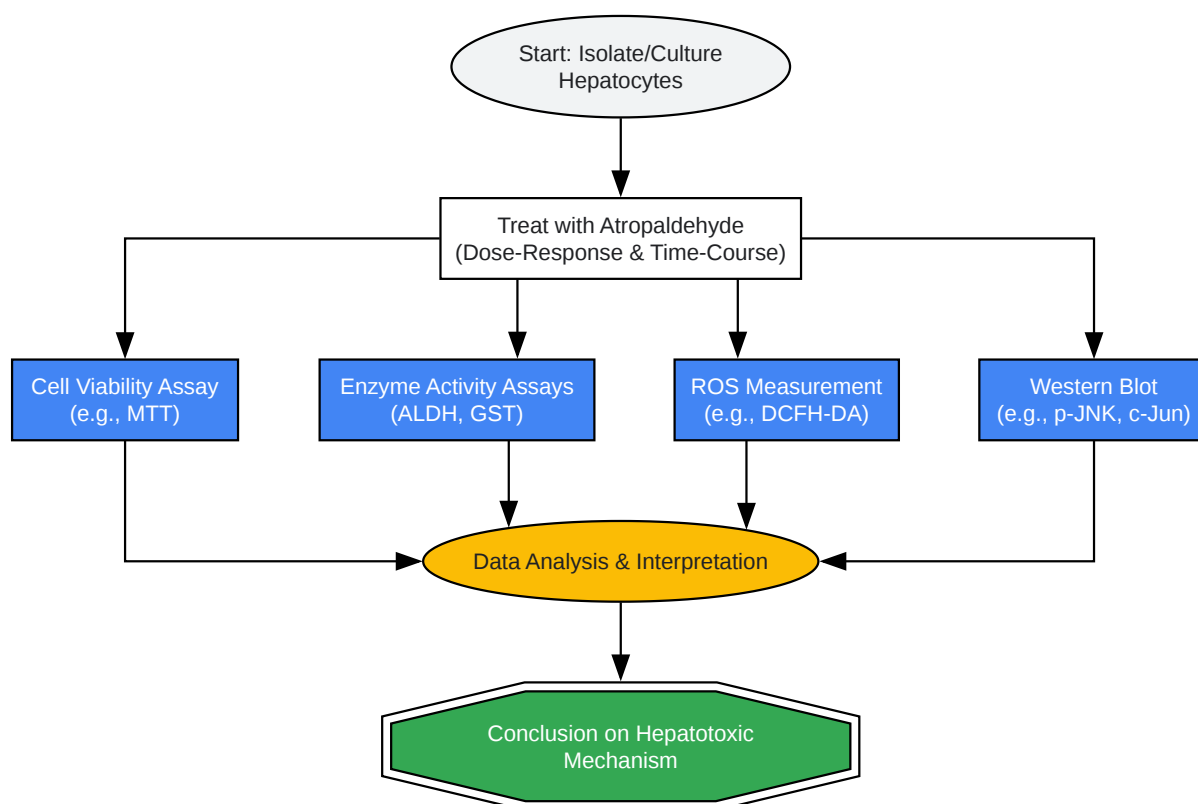 Start: Isolate/Culture
Hepatocytes
Treat with Atropaldehyde
(Dose-Response & Time-Course)
Cell Viability Assay
(e.g., MTT)
Enzyme Activity Assays
(ALDH, GST)
ROS Measurement
(e.g., DCFH-DA)
Western Blot
(e.g., p-JNK, c-Jun)
Data Analysis & Interpretation
Conclusion on Hepatotoxic
Mechanism